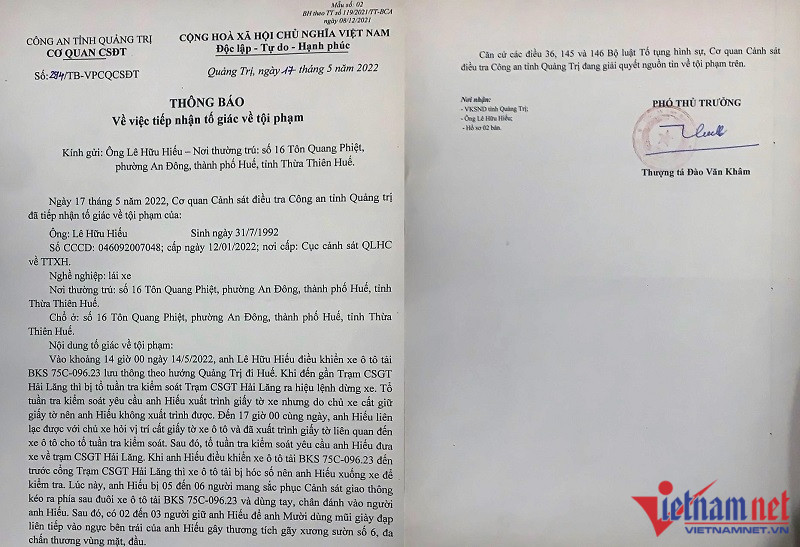 Mẫu số: 02
BH theo TT số 119/2021/TT-BCA
ngày 08/12/2021
CÔNG AN TỈNH QUẢNG TRỊ
CƠ QUAN CSĐT
Số: 294/TB-VPCQCSĐT
CỘNG HOÀ XÃ HỘI CHỦ NGHĨA VIỆT NAM
Độc lập - Tự do - Hạnh phúc
Quảng Trị, ngày 17 tháng 5 năm 2022
THÔNG BÁO
Về việc tiếp nhận tố giác về tội phạm
Kính gửi: Ông Lê Hữu Hiếu – Nơi thường trú: số 16 Tôn Quang Phiệt,
phường An Đông, thành phố Huế, tỉnh Thừa Thiên Huế.
Ngày 17 tháng 5 năm 2022, Cơ quan Cảnh sát điều tra Công an tỉnh Quảng trị
đã tiếp nhận tố giác về tội phạm của:
Ông: Lê Hữu Hiếu Sinh ngày 31/7/1992
Số CCCD: 046092007048; cấp ngày 12/01/2022; nơi cấp: Cục cảnh sát QLHC
về TTXH.
Nghề nghiệp: lái xe
Nơi thường trú: số 16 Tôn Quang Phiệt, phường An Đông, thành phố Huế, tỉnh
Thừa Thiên Huế.
Chỗ ở: số 16 Tôn Quang Phiệt, phường An Đông, thành phố Huế, tỉnh Thừa
Thiên Huế.
Nội dung tố giác về tội phạm:
Vào khoảng 14 giờ 00 ngày 14/5/2022, anh Lê Hữu Hiếu điều khiển xe ô tô tải
BKS 75C-096.23 lưu thông theo hướng Quảng Trị đi Huế. Khi đến gần Trạm CSGT
Hải Lăng thì bị tổ tuần tra kiểm soát Trạm CSGT Hải Lăng ra hiệu lệnh dừng xe. Tổ
tuần tra kiểm soát yêu cầu anh Hiếu xuất trình giấy tờ xe nhưng do chủ xe cất giữ
giấy tờ nên anh Hiếu không xuất trình được. Đến 17 giờ 00 cùng ngày, anh Hiếu liên
lạc được với chủ xe hỏi vị trí cất giấy tờ xe ô tô và đã xuất trình giấy tờ liên quan đến
xe ô tô cho tổ tuần tra kiểm soát. Sau đó, tổ tuần tra kiểm soát yêu cầu anh Hiếu đưa
xe về trạm CSGT Hải Lăng. Khi anh Hiếu điều khiển xe ô tô tải BKS 75C-096.23 đến
trước cổng Trạm CSGT Hải Lăng thì xe ô tô tải bị hóc số nên anh Hiếu xuống xe để
kiểm tra. Lúc này, anh Hiếu bị 05 đến 06 người mang sắc phục Cảnh sát giao thông
kéo ra phía sau đuôi xe ô tô tải BKS 75C-096.23 và dùng tay, chân đánh vào người
anh Hiếu. Sau đó, có 02 đến 03 người giữ anh Hiếu để anh Mười dùng mũi giày đạp
liên tiếp vào ngực bên trái của anh Hiếu gây thương tích gãy xương sườn số 6, đa
chấn thương vùng mặt, đầu.
Căn cứ các điều 36, 145 và 146 Bộ luật Tố tụng hình sự, Cơ quan Cảnh sát
điều tra Công an tỉnh Quảng Trị đang giải quyết nguồn tin về tội phạm trên.
Nơi nhận:
- VKSND tỉnh Quảng Trị;
- Ông Lê Hữu Hiếu;
- Hồ sơ 02 bản.
PHÓ THỦ TRƯỞNG
Thượng tá Đào Văn Khâm
Vietnamnet
VIETNAMNET.VN